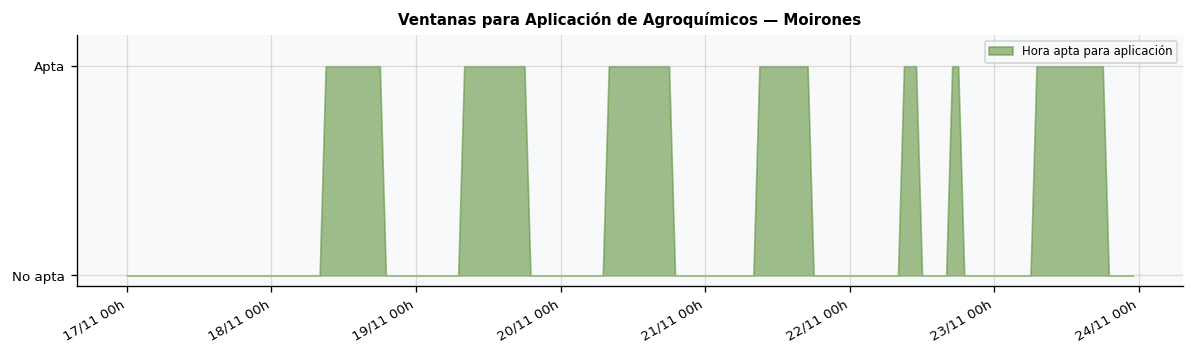 Ventanas para Aplicación de Agroquímicos — Moirones
Hora apta para aplicación
Apta
No apta
17/11 00h
18/11 00h
19/11 00h
20/11 00h
21/11 00h
22/11 00h
23/11 00h
24/11 00h